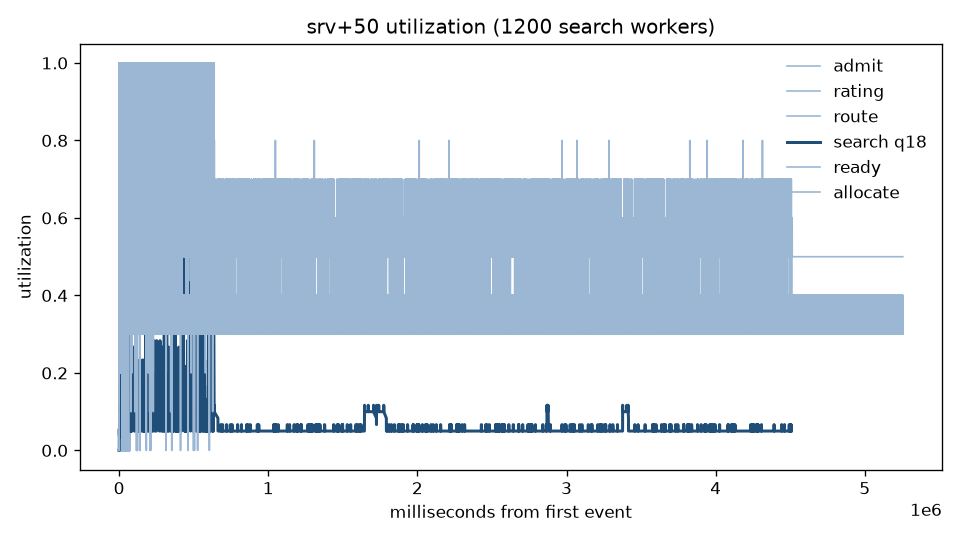 srv+50 utilization (1200 search workers)
utilization
1.0
0.8
0.6
0.4
0.2
0.0
admit
rating
route
search q18
ready
allocate
0 1 2 3 4 5
1e6
milliseconds from first event